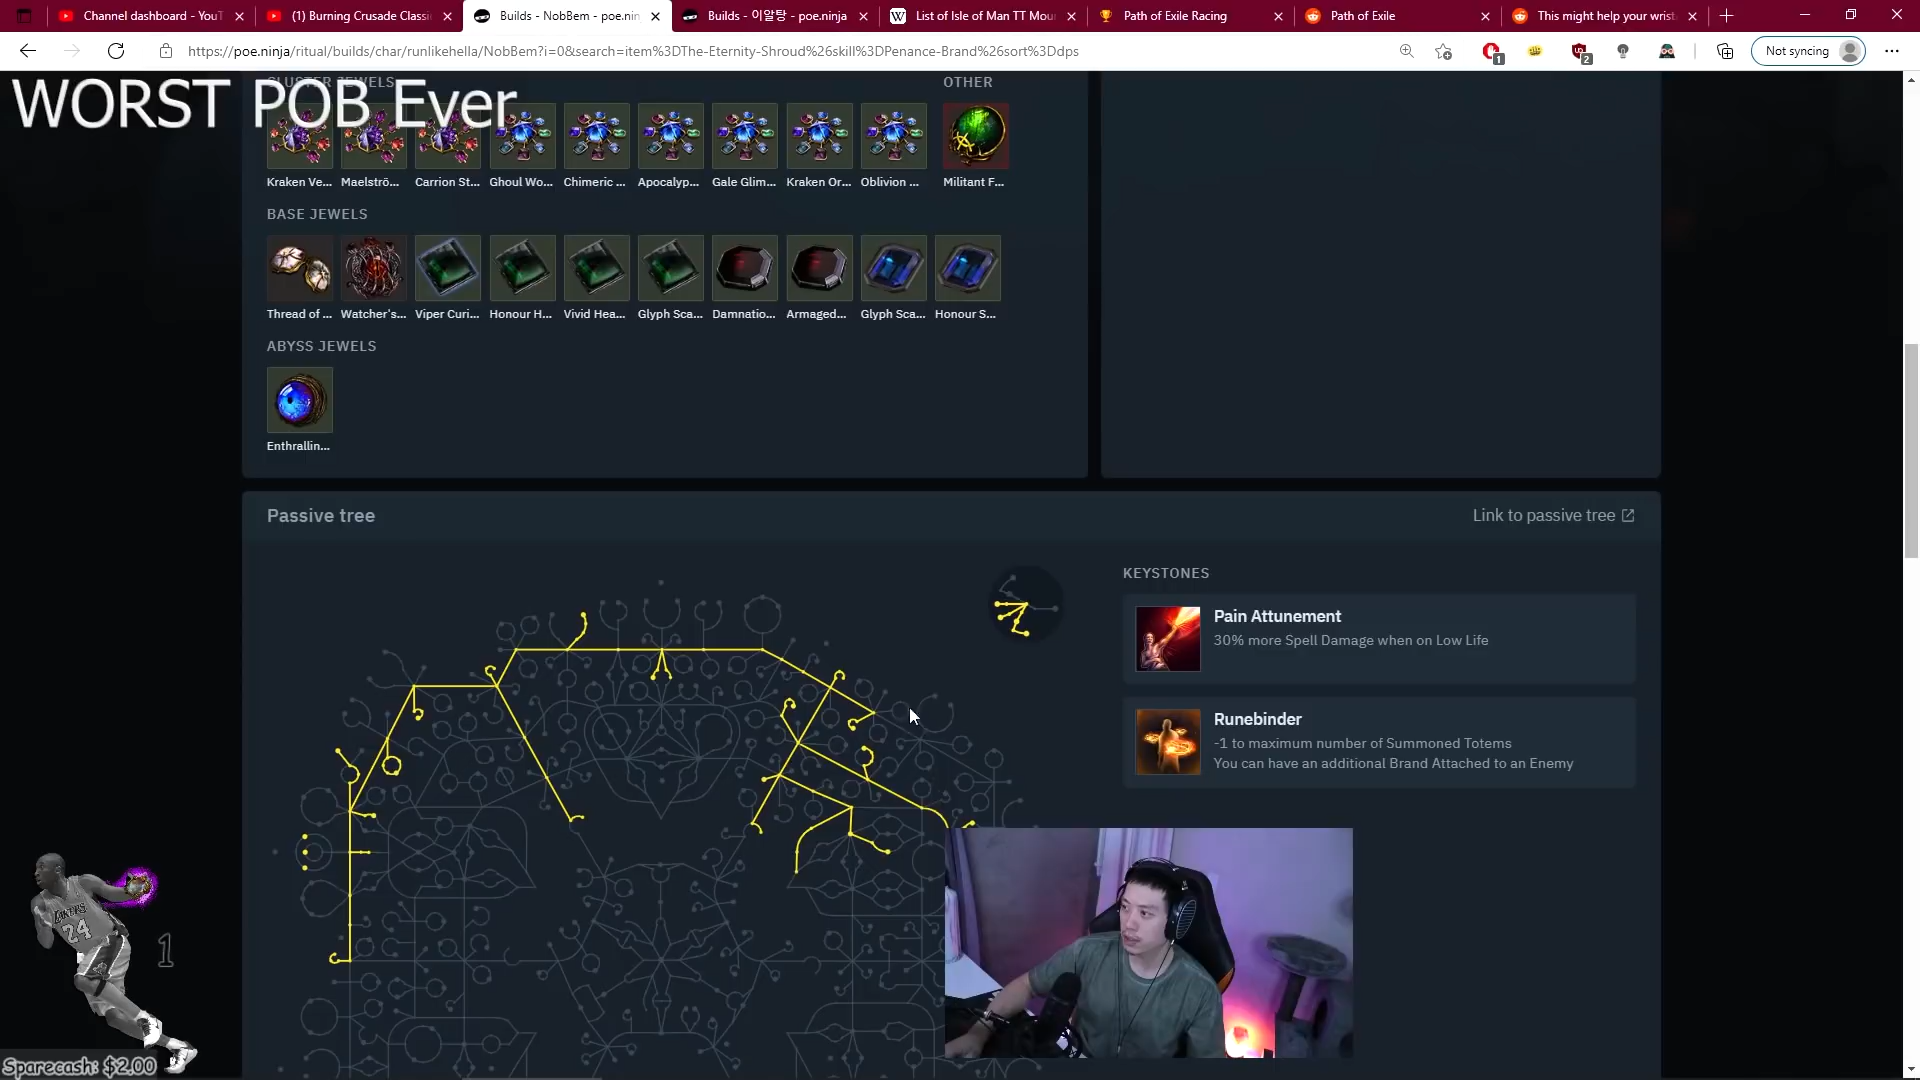 Channel dashboard - YouT
(1) Burning Crusade Classi
Builds - NobBem - poe.nin
Builds - 이알탕 - poe.ninja
List of Isle of Man TT Mou
Path of Exile Racing
Path of Exile
This might help your wrist
https://poe.ninja/ritual/builds/char/runlikehella/NobBem?i=0&search=item%3DThe-Eternity-Shroud%26skill%3DPenance-Brand%26sort%3Ddps
1
2
Not syncing
WORST POB Ever
CLUSTER JEWELS
OTHER
Kraken Ve...
Maelströ...
Carrion St...
Ghoul Wo...
Chimeric ...
Apocalyp...
Gale Glim...
Kraken Or...
Oblivion ...
Militant F...
BASE JEWELS
Thread of ...
Watcher's...
Viper Curi...
Honour H...
Vivid Hea...
Glyph Sca...
Damnatio...
Armaged...
Glyph Sca...
Honour S...
ABYSS JEWELS
Enthrallin...
Passive tree
Link to passive tree
KEYSTONES
Pain Attunement
30% more Spell Damage when on Low Life
Runebinder
-1 to maximum number of Summoned Totems
You can have an additional Brand Attached to an Enemy
LAKERS
24
1
Sparecash: $2.00